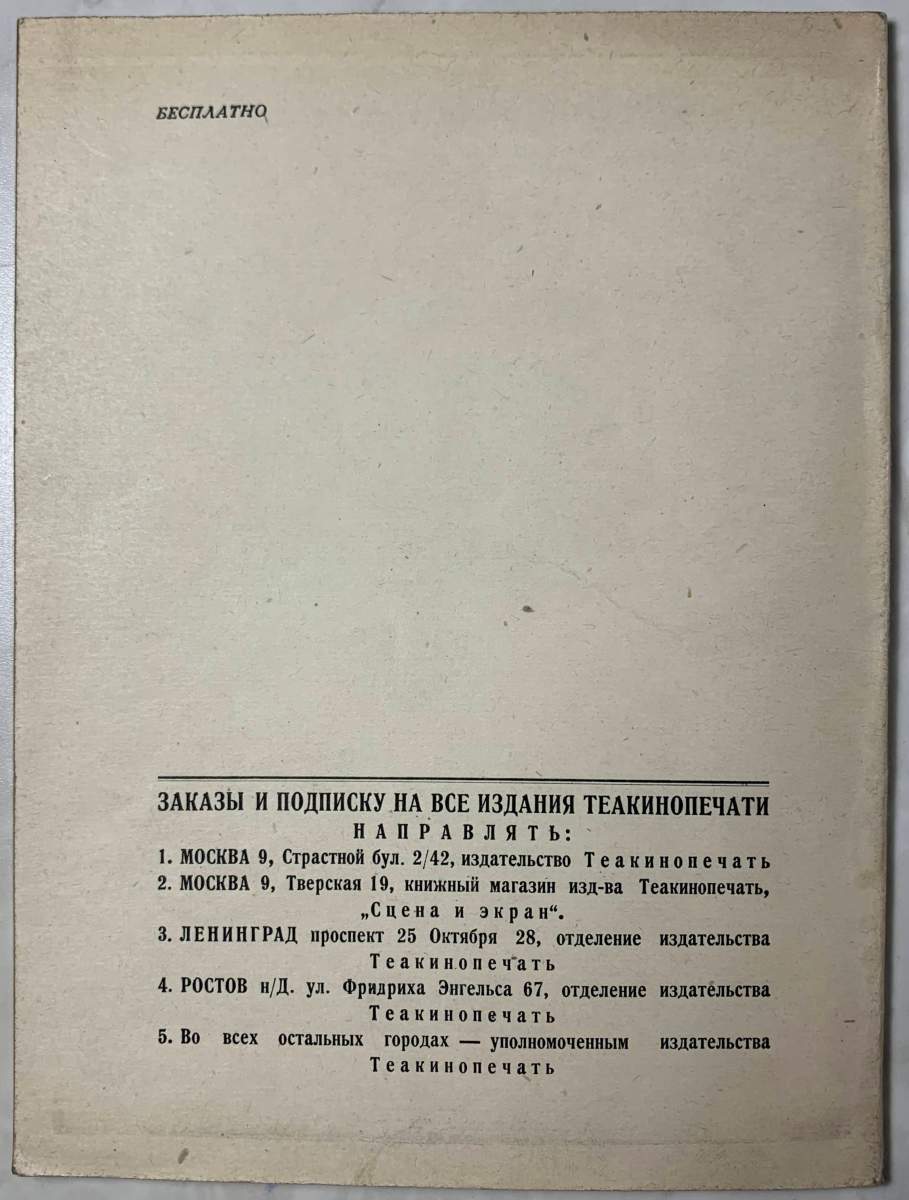 БЕСПЛАТНО
ЗАКАЗЫ И ПОДПИСКУ НА ВСЕ ИЗДАНИЯ ТЕАКИНОПЕЧАТИ
НАПРАВЛЯТЬ:
1. МОСКВА 9, Страстной бул. 2/42, издательство Теакинопечать
2. МОСКВА 9, Тверская 19, книжный магазин изд-ва Теакинопечать,
„Сцена и экран“.
3. ЛЕНИНГРАД проспект 25 Октября 28, отделение издательства
Теакинопечать
4. РОСТОВ н/Д. ул. Фридриха Энгельса 67, отделение издательства
Теакинопечать
5. Во всех остальных городах — уполномоченным издательства
Теакинопечать